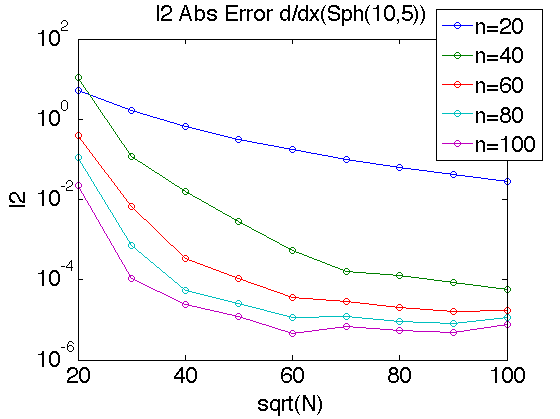 l2 Abs Error d/dx(Sph(10,5))
n=20
n=40
n=60
n=80
n=100
10^2
10^0
10^-2
10^-4
10^-6
l2
20
40
60
80
100
sqrt(N)